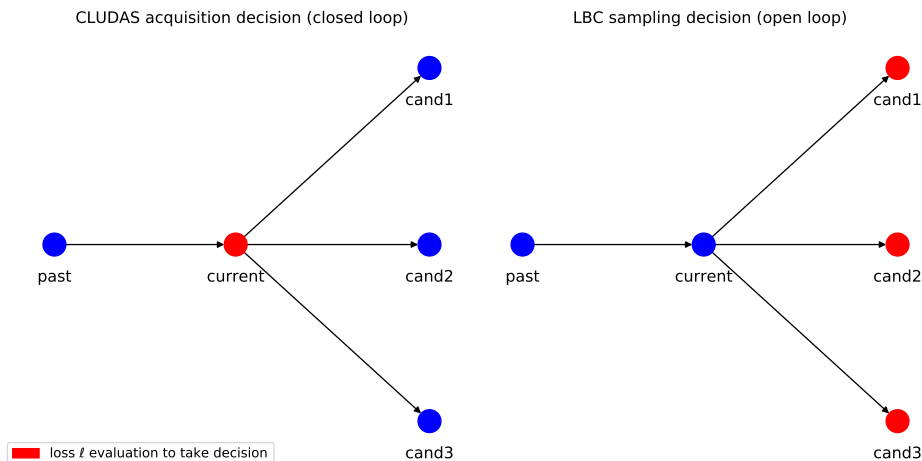 CLUDAS acquisition decision (closed loop)
cand1
past
current
cand2
cand3
loss ℓ evaluation to take decision
LBC sampling decision (open loop)
cand1
past
current
cand2
cand3